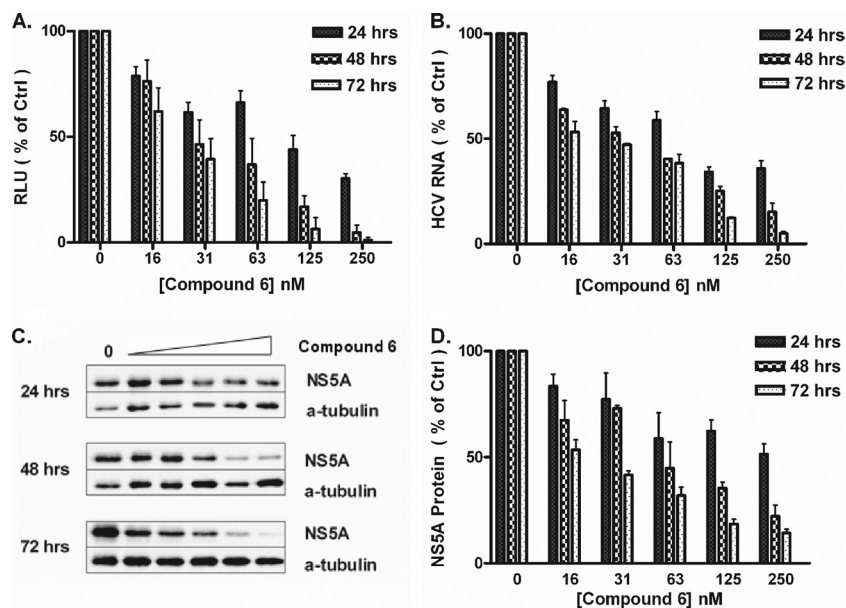 A.
100
50
0
RLU ( % of Ctrl )
24 hrs
48 hrs
72 hrs
0 16 31 63 125 250
[Compound 6] nM
B.
100
50
0
HCV RNA ( % of Ctrl )
24 hrs
48 hrs
72 hrs
0 16 31 63 125 250
[Compound 6] nM
C.
0 Compound 6
24 hrs
NS5A
a-tubulin
48 hrs
NS5A
a-tubulin
72 hrs
NS5A
a-tubulin
D.
100
50
0
NS5A Protein ( % of Ctrl )
24 hrs
48 hrs
72 hrs
0 16 31 63 125 250
[Compound 6] nM